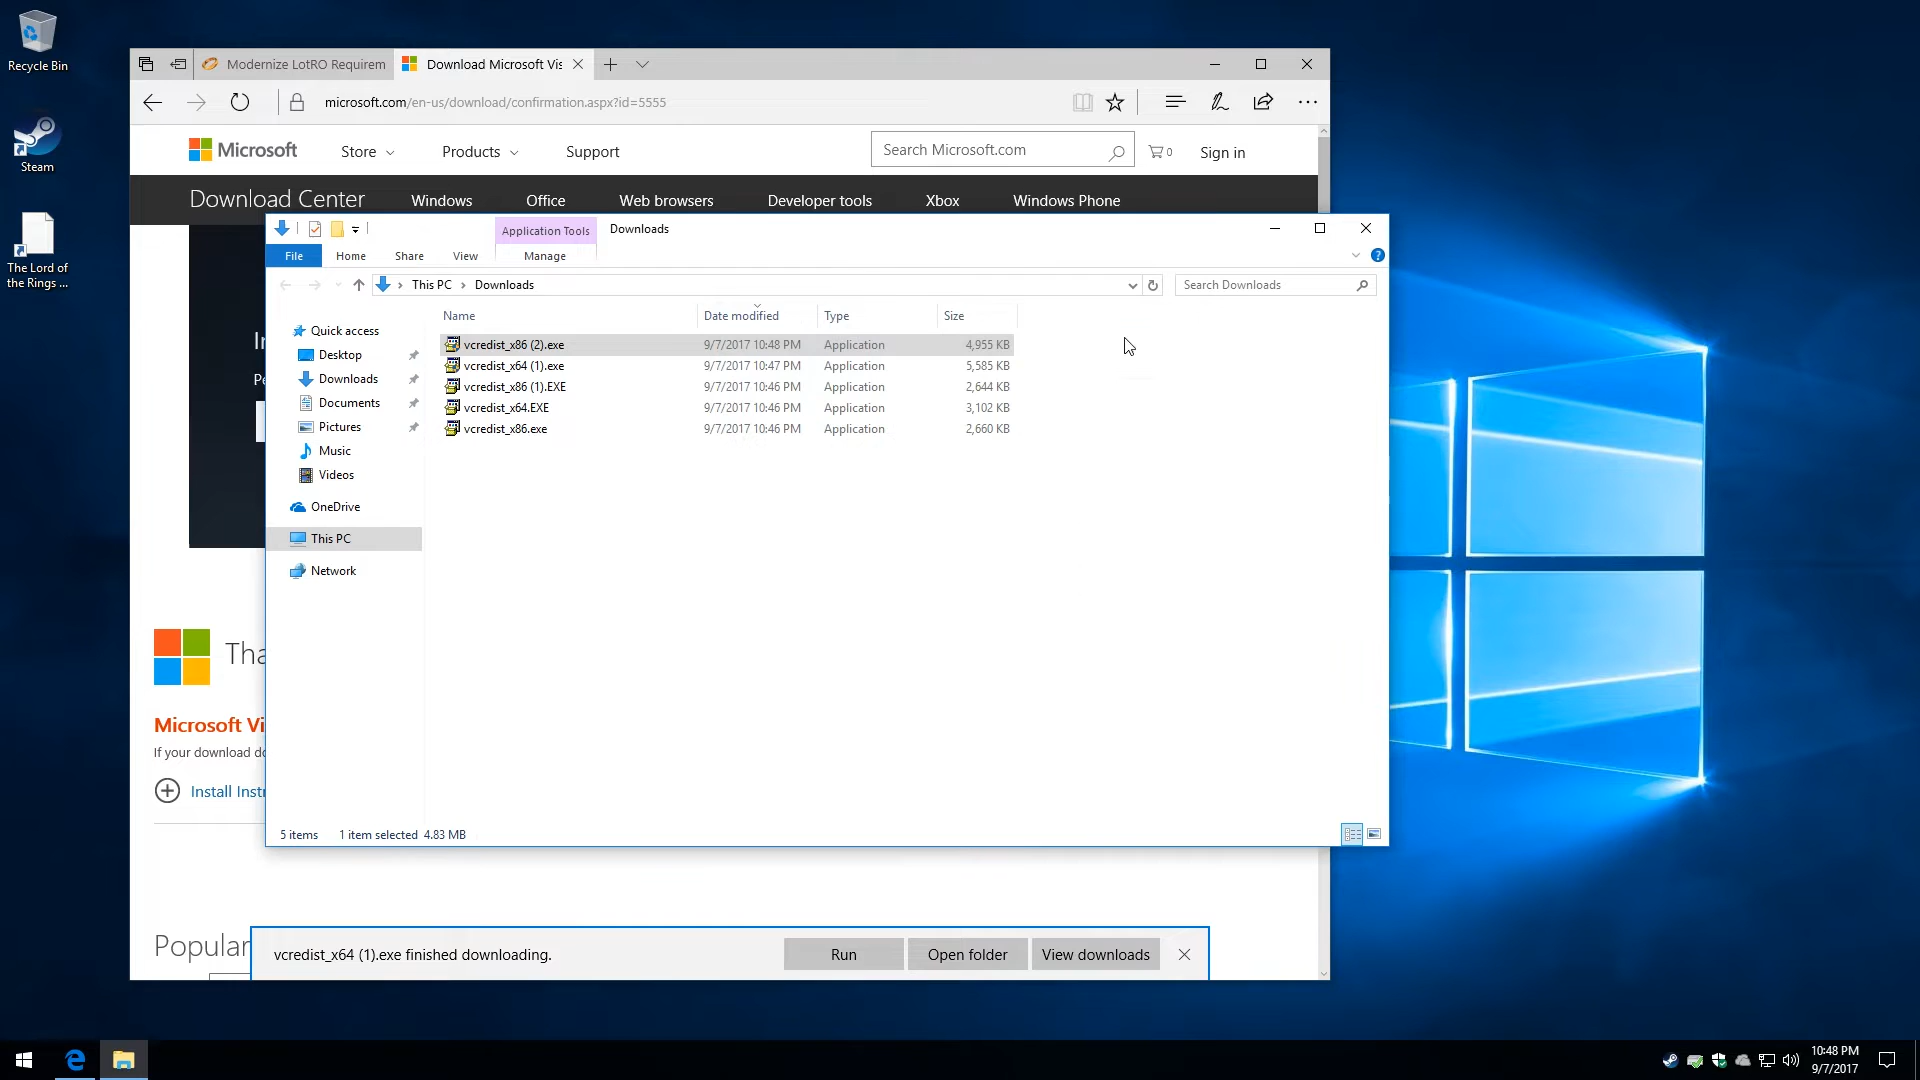 Recycle Bin
Steam
The Lord of
the Rings ...
Modernize LotRO Requirem
Download Microsoft Vis
microsoft.com/en-us/download/confirmation.aspx?id=5555
Microsoft
Store
Products
Support
Search Microsoft.com
0
Sign in
Download Center
Windows
Office
Web browsers
Developer tools
Xbox
Windows Phone
Application Tools
Downloads
File
Home
Share
View
Manage
?
This PC
Downloads
Search Downloads
Name
Date modified
Type
Size
vcredist_x86 (2).exe 9/7/2017 10:48 PM Application 4,955 KB
vcredist_x64 (1).exe 9/7/2017 10:47 PM Application 5,585 KB
vcredist_x86 (1).EXE 9/7/2017 10:46 PM Application 2,644 KB
vcredist_x64.EXE 9/7/2017 10:46 PM Application 3,102 KB
vcredist_x86.exe 9/7/2017 10:46 PM Application 2,660 KB
Quick access
Desktop
Downloads
Documents
Pictures
Music
Videos
OneDrive
This PC
Network
In
Pe
Tha
Microsoft Vi
If your download do
Install Instr
5 items 1 item selected 4.83 MB
Popular
vcredist_x64 (1).exe finished downloading.
Run
Open folder
View downloads
10:48 PM
9/7/2017